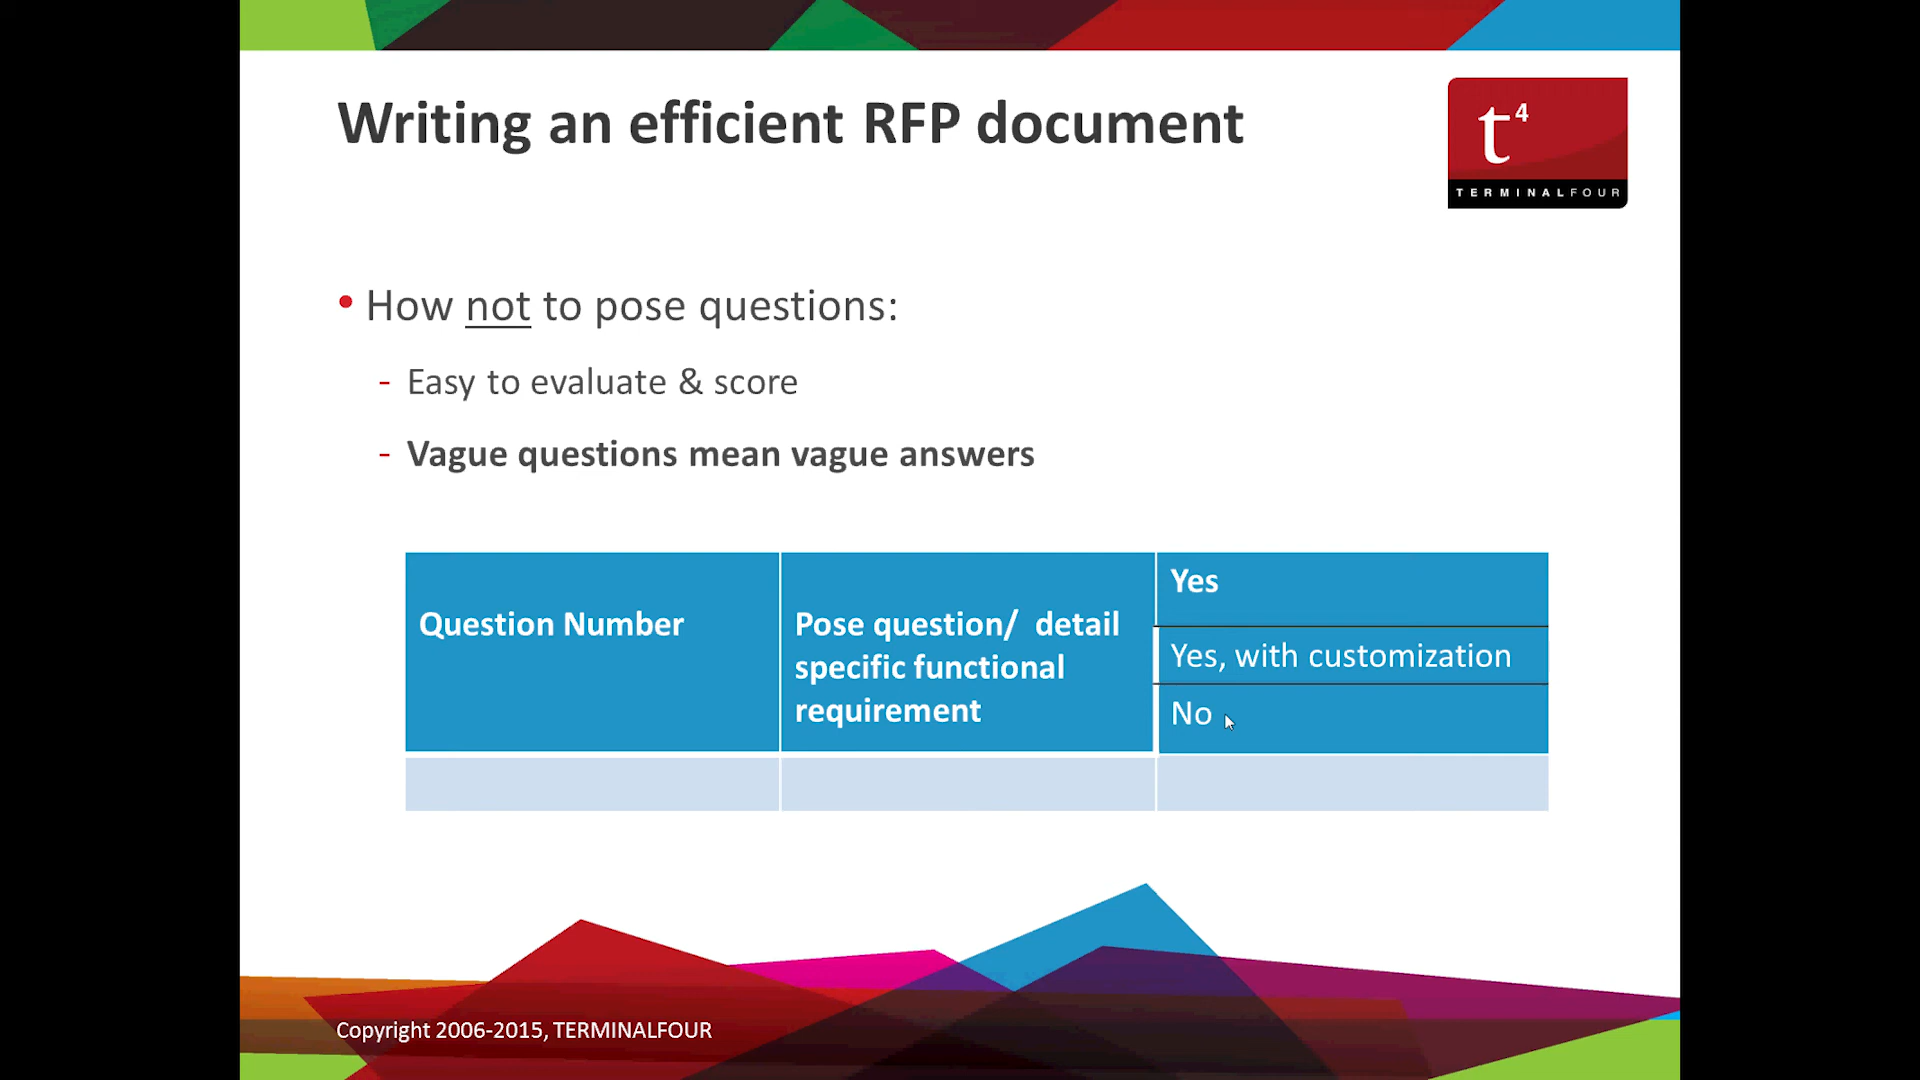 Writing an efficient RFP document
t4
TERMINALFOUR
• How not to pose questions:
- Easy to evaluate & score
- Vague questions mean vague answers
Question Number
Pose question/ detail
specific functional
requirement
Yes
Yes, with customization
No
Copyright 2006-2015, TERMINALFOUR